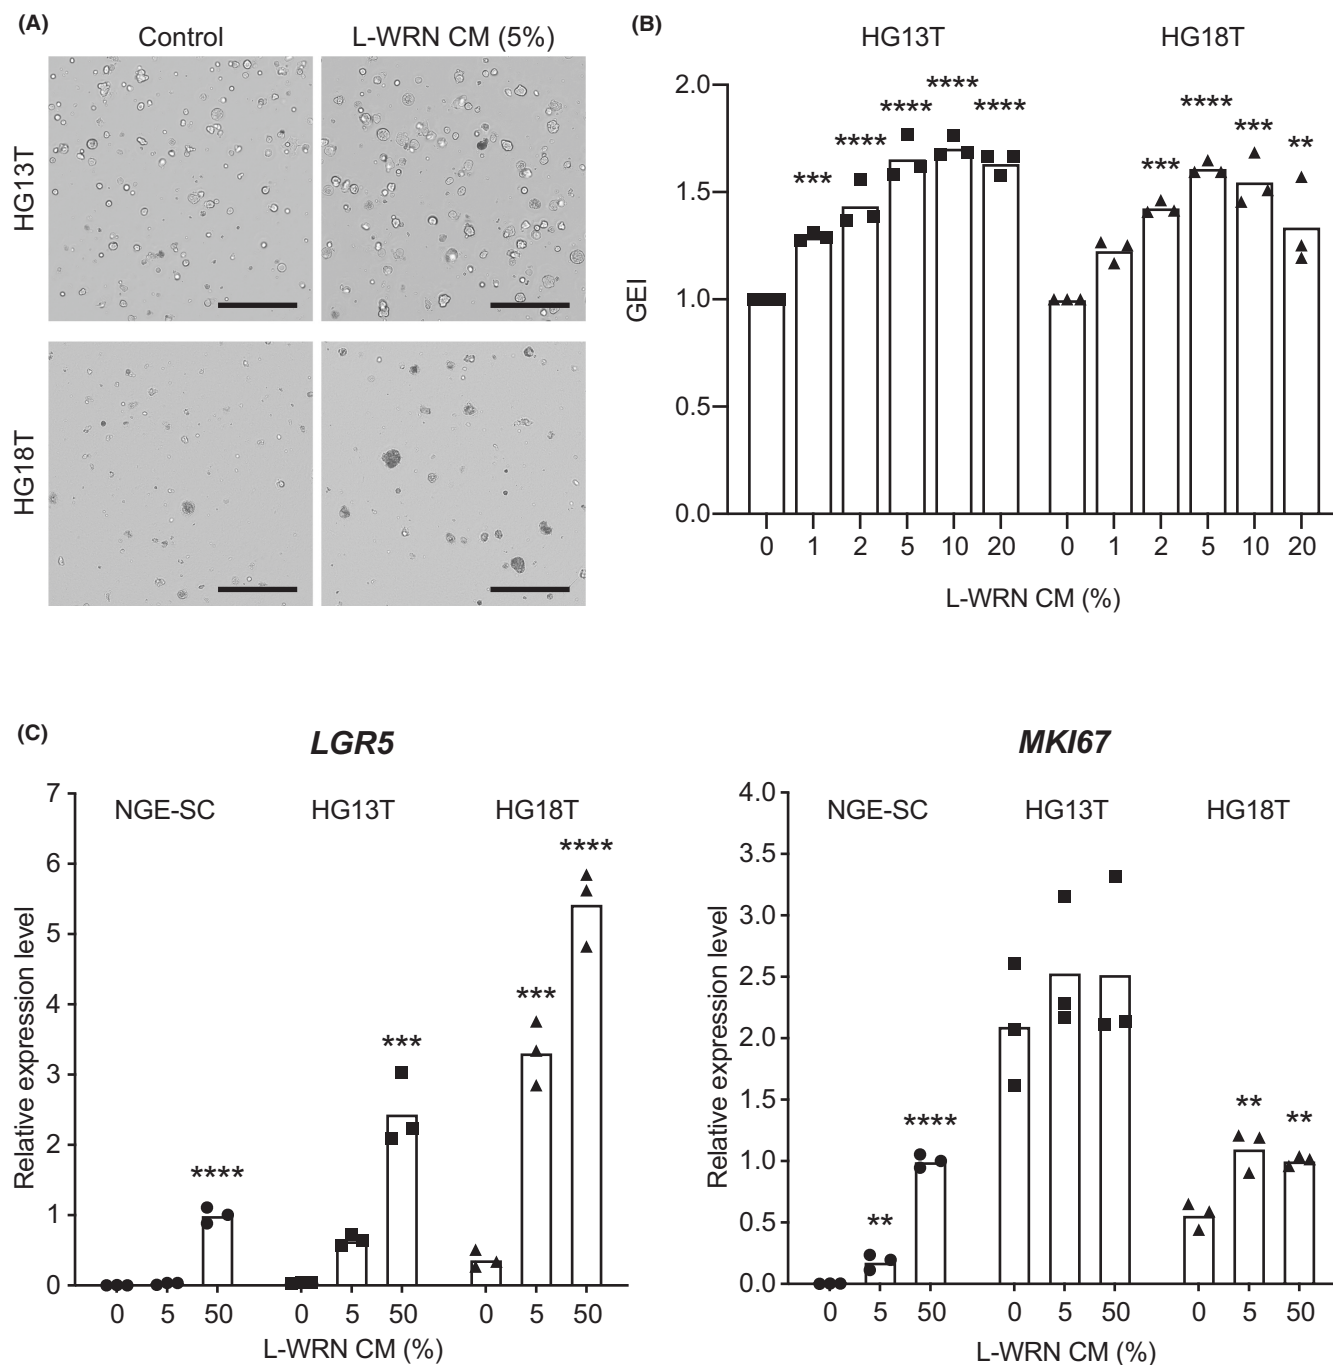 (A)
Control L-WRN CM (5%)
HG13T
HG18T
(B)
HG13T HG18T
**** **** **** **** *** **** *** *** **
2.0
1.5
1.0
0.5
0.0
GEI
0 1 2 5 10 20 0 1 2 5 10 20
L-WRN CM (%)
(C)
LGR5
NGE-SC HG13T HG18T
**** *** *** ****
7
6
5
4
3
2
1
0
Relative expression level
0 5 50 0 5 50 0 5 50
L-WRN CM (%)
MKI67
NGE-SC HG13T HG18T
** **** ** **
4.0
3.5
3.0
2.5
2.0
1.5
1.0
0.5
0.0
Relative expression level
0 5 50 0 5 50 0 5 50
L-WRN CM (%)